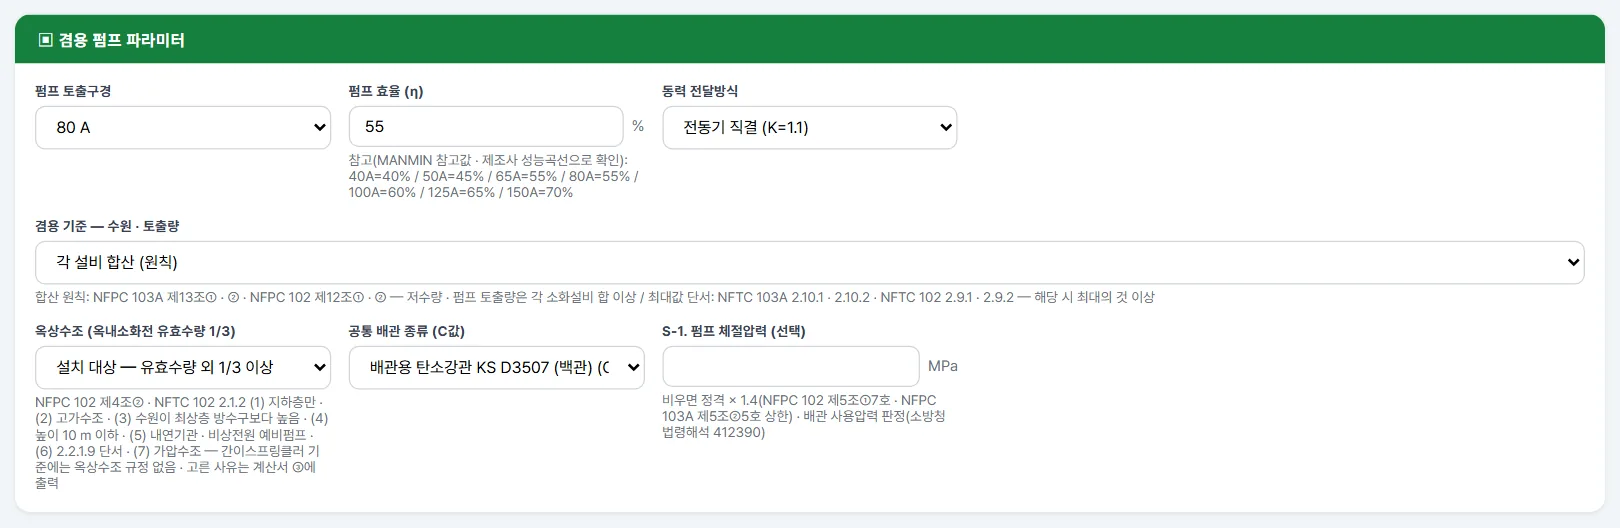 ▣ 겸용 펌프 파라미터
펌프 토출구경
펌프 효율 (η)
동력 전달방식
80 A
55
%
전동기 직결 (K=1.1)
참고(MANMIN 참고값 · 제조사 성능곡선으로 확인):
40A=40% / 50A=45% / 65A=55% / 80A=55% /
100A=60% / 125A=65% / 150A=70%
겸용 기준 — 수원 · 토출량
각 설비 합산 (원칙)
합산 원칙: NFPC 103A 제13조① · ② · NFPC 102 제12조① · ② — 저수량 · 펌프 토출량은 각 소화설비 합 이상 / 최대값 단서: NFTC 103A 2.10.1 · 2.10.2 · NFTC 102 2.9.1 · 2.9.2 — 해당 시 최대의 것 이상
옥상수조 (옥내소화전 유효수량 1/3)
공통 배관 종류 (C값)
S-1. 펌프 체절압력 (선택)
설치 대상 — 유효수량 외 1/3 이상
배관용 탄소강관 KS D3507 (백관) (C
MPa
NFPC 102 제4조② · NFTC 102 2.1.2 (1) 지하층만 ·
(2) 고가수조 · (3) 수원이 최상층 방수구보다 높음 · (4)
높이 10 m 이하 · (5) 내연기관 · 비상전원 예비펌프 ·
(6) 2.2.1.9 단서 · (7) 가압수조 — 간이스프링클러 기
준에는 옥상수조 규정 없음 · 고른 사유는 계산서 ③에
출력
비우면 정격 × 1.4(NFPC 102 제5조①7호 · NFPC
103A 제5조②5호 상한) · 배관 사용압력 판정(소방청
법령해석 412390)